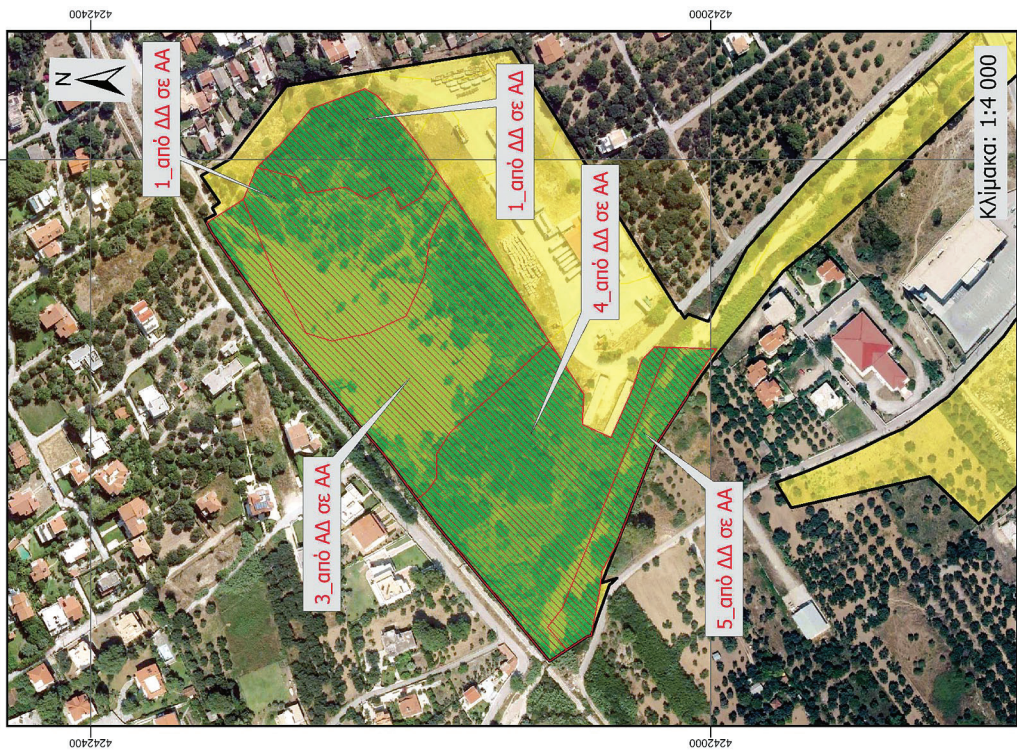 4242400
4242000
N
1_από ΔΔ σε ΑΑ
1_από ΔΔ σε ΑΔ
3_από ΑΔ σε ΑΑ
4_από ΔΔ σε ΑΑ
5_από ΔΔ σε ΑΑ
Κλίμακα: 1:4 000
4242400
4242000